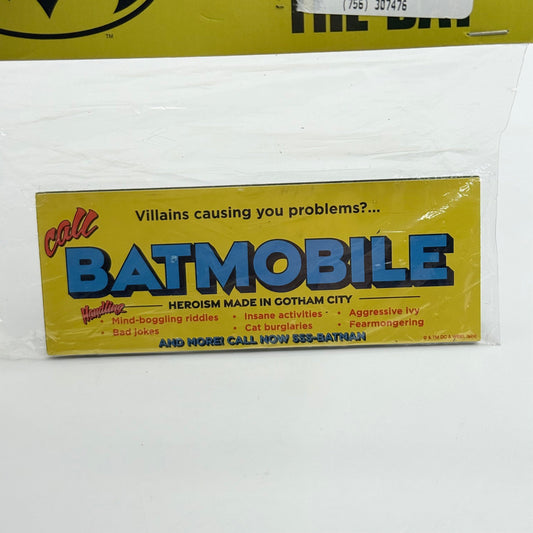 THE BAT
(756) 307476
TM
Villains causing you problems?...
call
BATMOBILE
HEROISM MADE IN GOTHAM CITY
Handling
• Mind-boggling riddles • Insane activities • Aggressive ivy
• Bad jokes • Cat burglaries • Fearmongering
AND MORE! CALL NOW 555-BATMAN